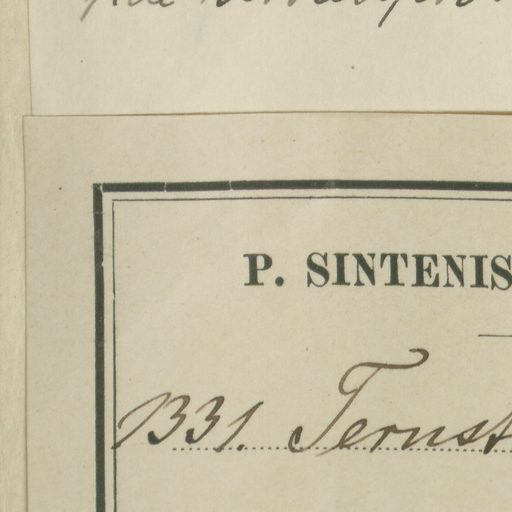 P. SINTENIS
1331. Ternst